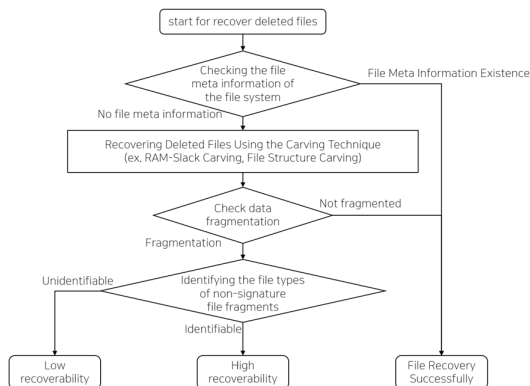 start for recover deleted files
Checking the file
meta information of
the file system
File Meta Information Existence
No file meta information
Recovering Deleted Files Using the Carving Technique
(ex. RAM-Slack Carving, File Structure Carving)
Check data
fragmentation
Not fragmented
Fragmentation
Unidentifiable
Identifying the file types
of non-signature
file fragments
Identifiable
Low
recoverability
High
recoverability
File Recovery
Successfully